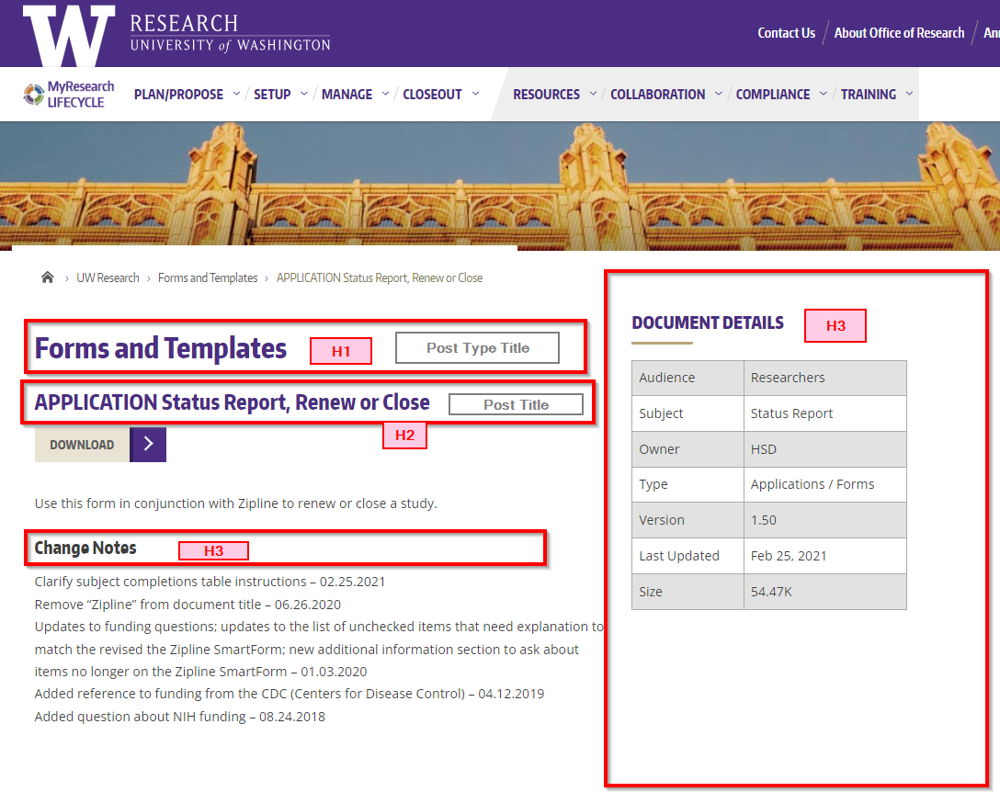 W RESEARCH
UNIVERSITY of WASHINGTON
Contact Us / About Office of Research /
MyResearch
LIFECYCLE
PLAN/PROPOSE / SETUP / MANAGE / CLOSEOUT
RESOURCES / COLLABORATION / COMPLIANCE / TRAINING
UW Research › Forms and Templates › APPLICATION Status Report, Renew or Close
Forms and Templates H1 Post Type Title
APPLICATION Status Report, Renew or Close Post Title
H2
DOWNLOAD
Use this form in conjunction with Zipline to renew or close a study.
Change Notes H3
Clarify subject completions table instructions – 02.25.2021
Remove “Zipline” from document title – 06.26.2020
Updates to funding questions; updates to the list of unchecked items that need explanation to
match the revised the Zipline SmartForm; new additional information section to ask about
items no longer on the Zipline SmartForm – 01.03.2020
Added reference to funding from the CDC (Centers for Disease Control) – 04.12.2019
Added question about NIH funding – 08.24.2018
DOCUMENT DETAILS H3
Audience Researchers
Subject Status Report
Owner HSD
Type Applications / Forms
Version 1.50
Last Updated Feb 25, 2021
Size 54.47K